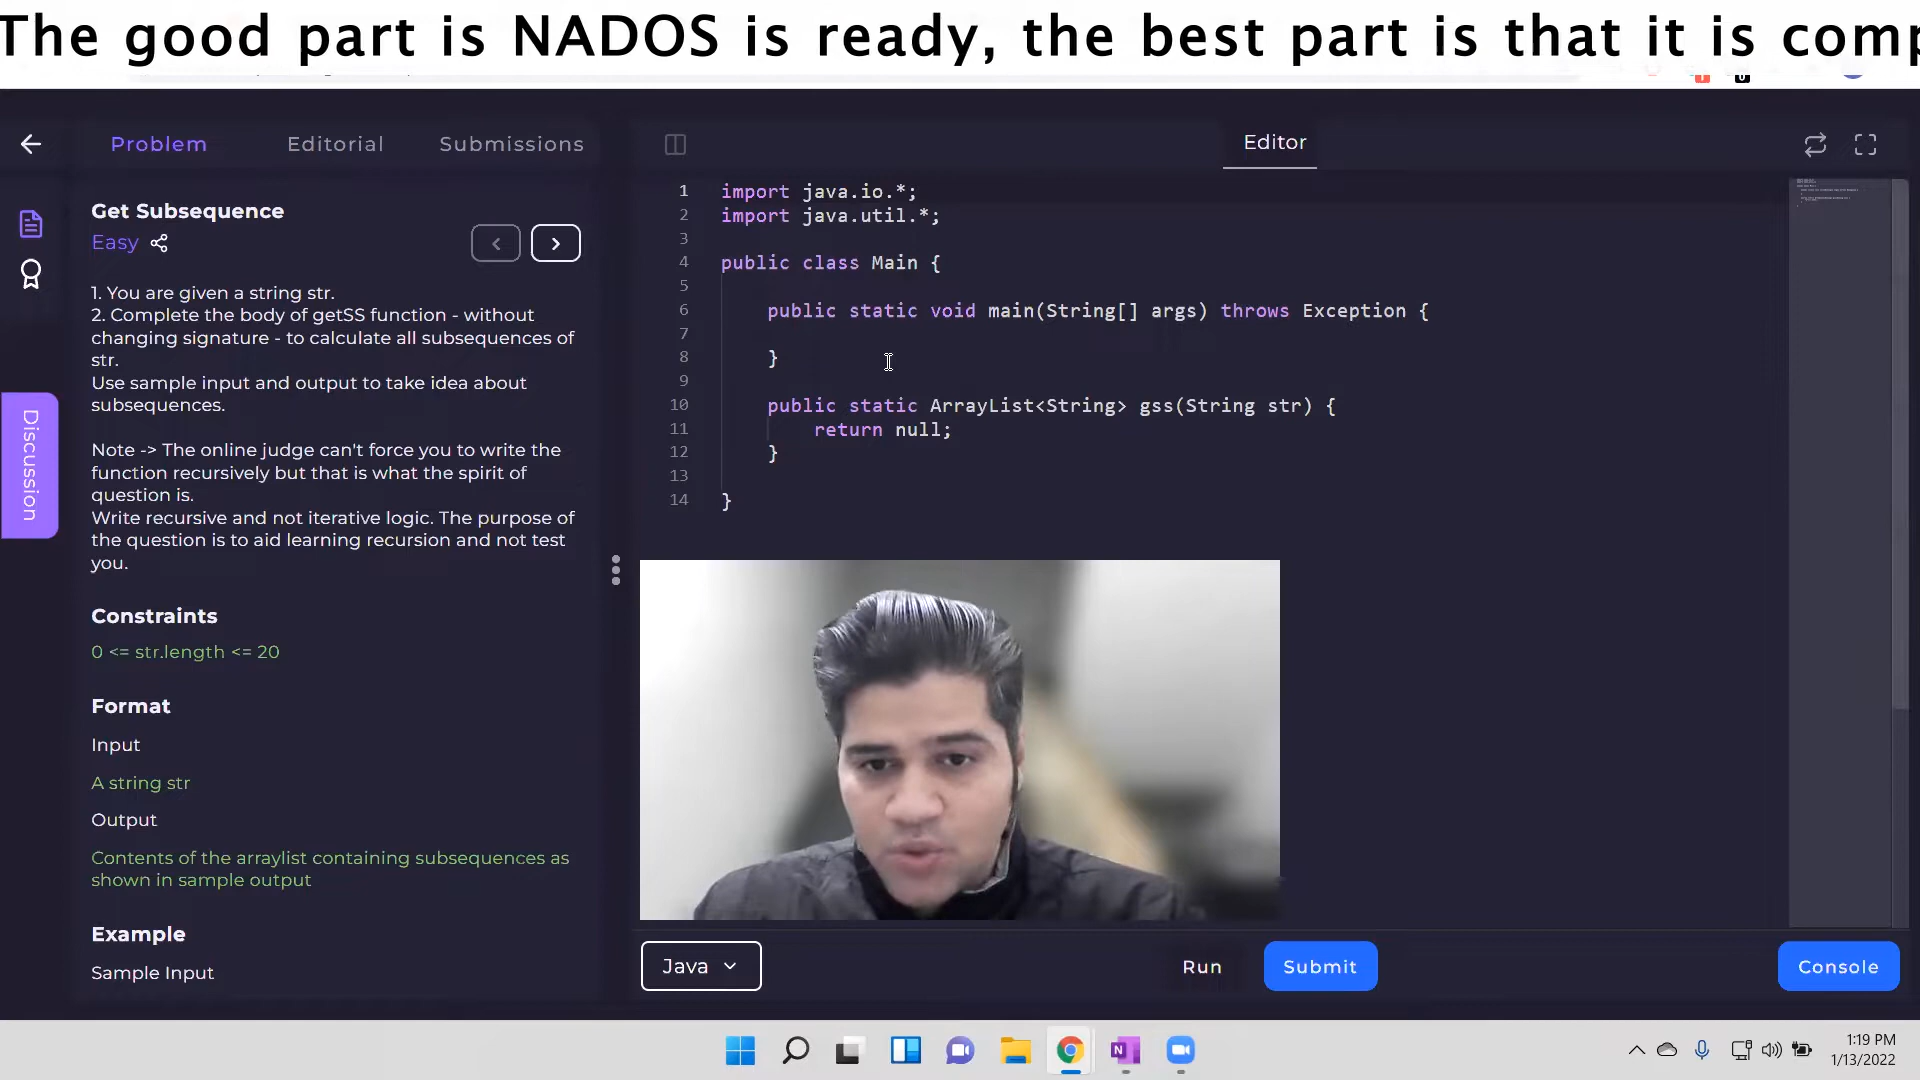 The good part is NADOS is ready, the best part is that it is comp
Problem
Editorial
Submissions
Editor
Get Subsequence
Easy
1. You are given a string str.
2. Complete the body of getSS function - without
changing signature - to calculate all subsequences of
str.
Use sample input and output to take idea about
subsequences.
Note -> The online judge can't force you to write the
function recursively but that is what the spirit of
question is.
Write recursive and not iterative logic. The purpose of
the question is to aid learning recursion and not test
you.
Constraints
0 <= str.length <= 20
Format
Input
A string str
Output
Contents of the arraylist containing subsequences as
shown in sample output
Example
Sample Input
Discussion
1 import java.io.*;
2 import java.util.*;
3
4 public class Main {
5
6 public static void main(String[] args) throws Exception {
7
8 }
9
10 public static ArrayList<String> gss(String str) {
11 return null;
12 }
13
14 }
Java
Run
Submit
Console
1:19 PM
1/13/2022